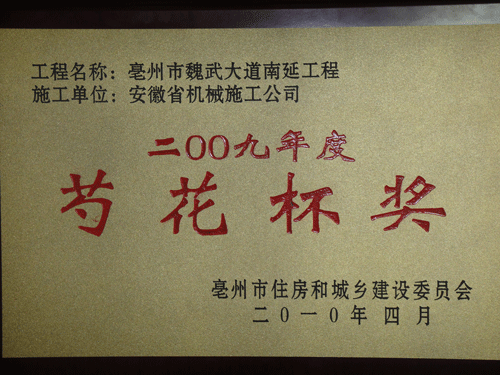 工程名称：亳州市魏武大道南延工程
施工单位：安徽省机械施工公司
二〇〇九年度
芍花杯奖
亳州市住房和城乡建设委员会
二〇一〇年四月